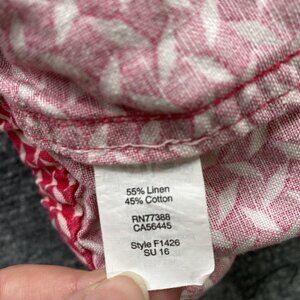 55% Linen
45% Cotton
RN77388
CA56445
Style F1426
SU 16